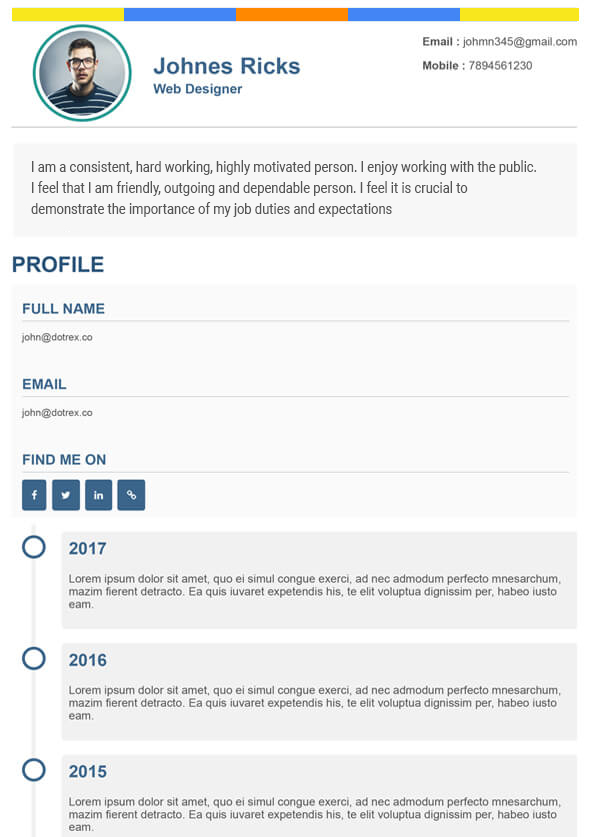 Email : johmn345@gmail.com
Johnes Ricks
Mobile : 7894561230
Web Designer
I am a consistent, hard working, highly motivated person. I enjoy working with the public.
I feel that I am friendly, outgoing and dependable person. I feel it is crucial to
demonstrate the importance of my job duties and expectations
PROFILE
FULL NAME
john@dotrex.co
EMAIL
john@dotrex.co
FIND ME ON
2017
Lorem ipsum dolor sit amet, quo ei simul congue exerci, ad nec admodum perfecto mnesarchum,
mazim fierent detracto. Ea quis iuvaret expetendis his, te elit voluptua dignissim per, habeo iusto
eam.
2016
Lorem ipsum dolor sit amet, quo ei simul congue exerci, ad nec admodum perfecto mnesarchum,
mazim fierent detracto. Ea quis iuvaret expetendis his, te elit voluptua dignissim per, habeo iusto
eam.
2015
Lorem ipsum dolor sit amet, quo ei simul congue exerci, ad nec admodum perfecto mnesarchum,
mazim fierent detracto. Ea quis iuvaret expetendis his, te elit voluptua dignissim per, habeo iusto
eam.